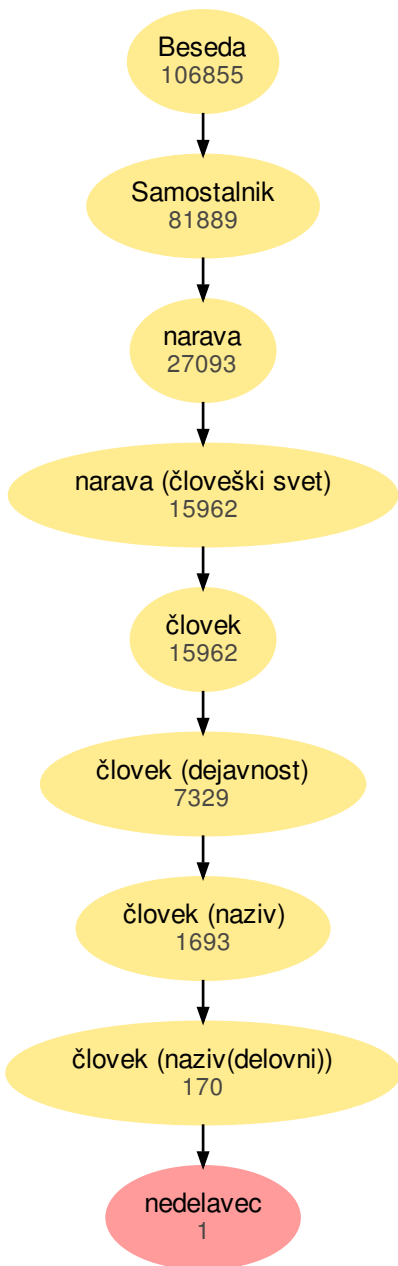 Beseda
106855
Samostalnik
81889
narava
27093
narava (človeški svet)
15962
človek
15962
človek (dejavnost)
7329
človek (naziv)
1693
človek (naziv(delovni))
170
nedelavec
1